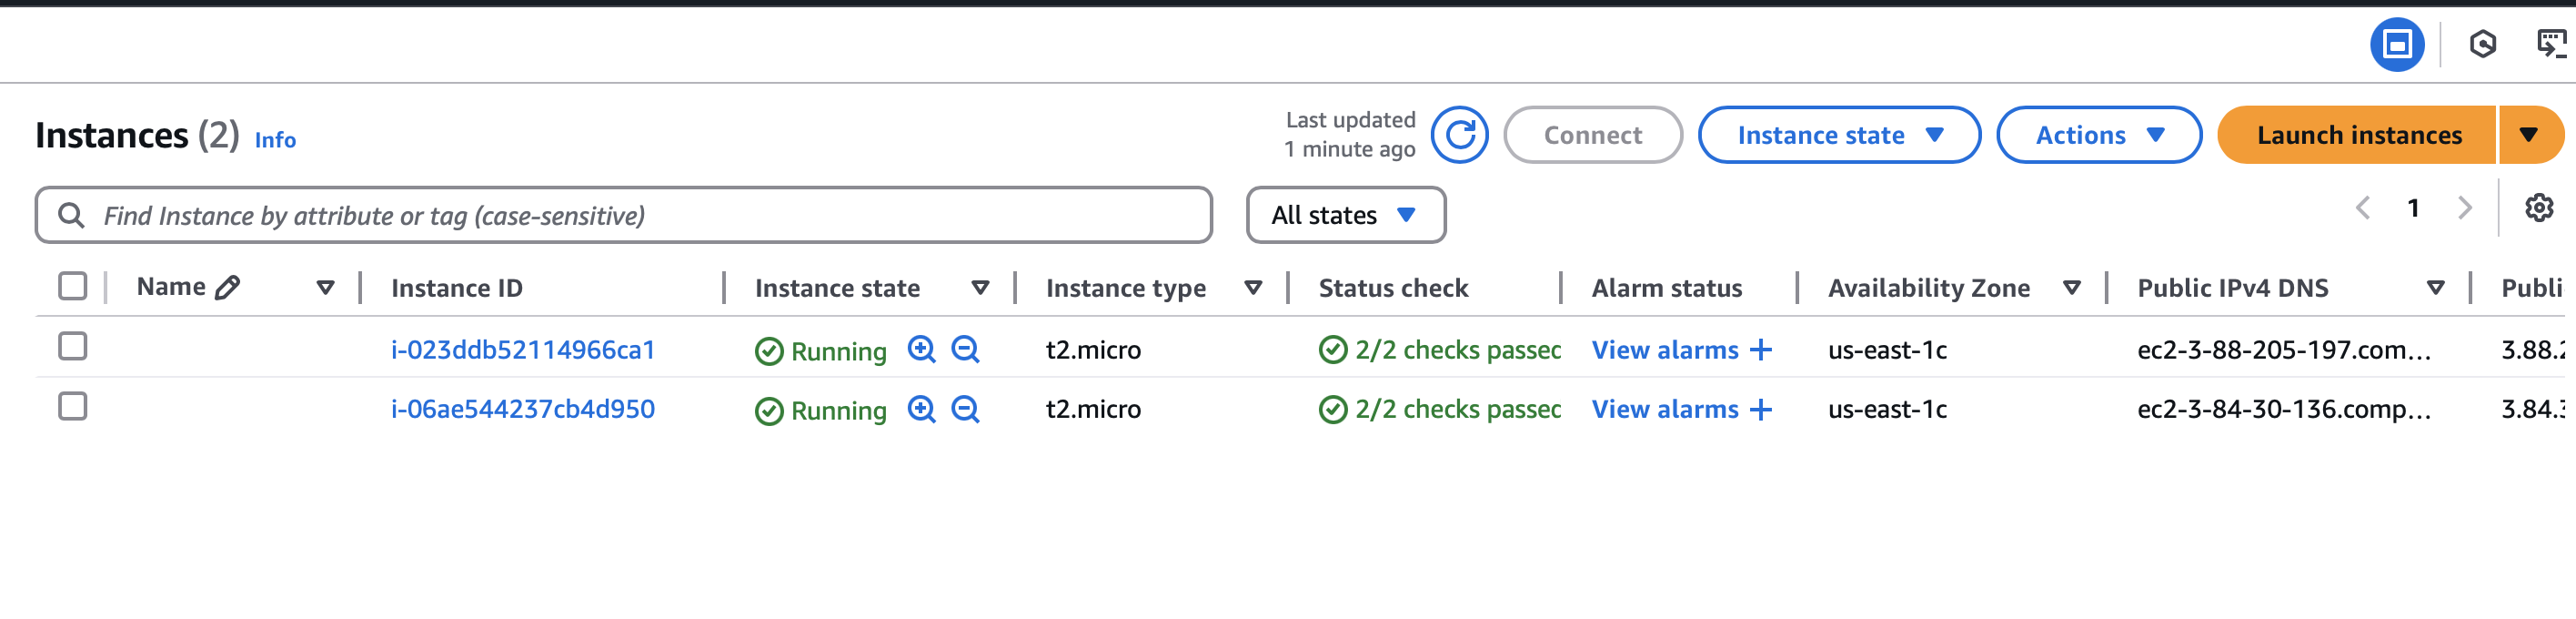 Instances (2) Info
Last updated
1 minute ago
Connect
Instance state
Actions
Launch instances
Find Instance by attribute or tag (case-sensitive)
All states
1
Name Instance ID Instance state Instance type Status check Alarm status Availability Zone Public IPv4 DNS Publi
i-023ddb52114966ca1 Running t2.micro 2/2 checks passec View alarms + us-east-1c ec2-3-88-205-197.com... 3.88.2
i-06ae544237cb4d950 Running t2.micro 2/2 checks passec View alarms + us-east-1c ec2-3-84-30-136.comp... 3.84.3